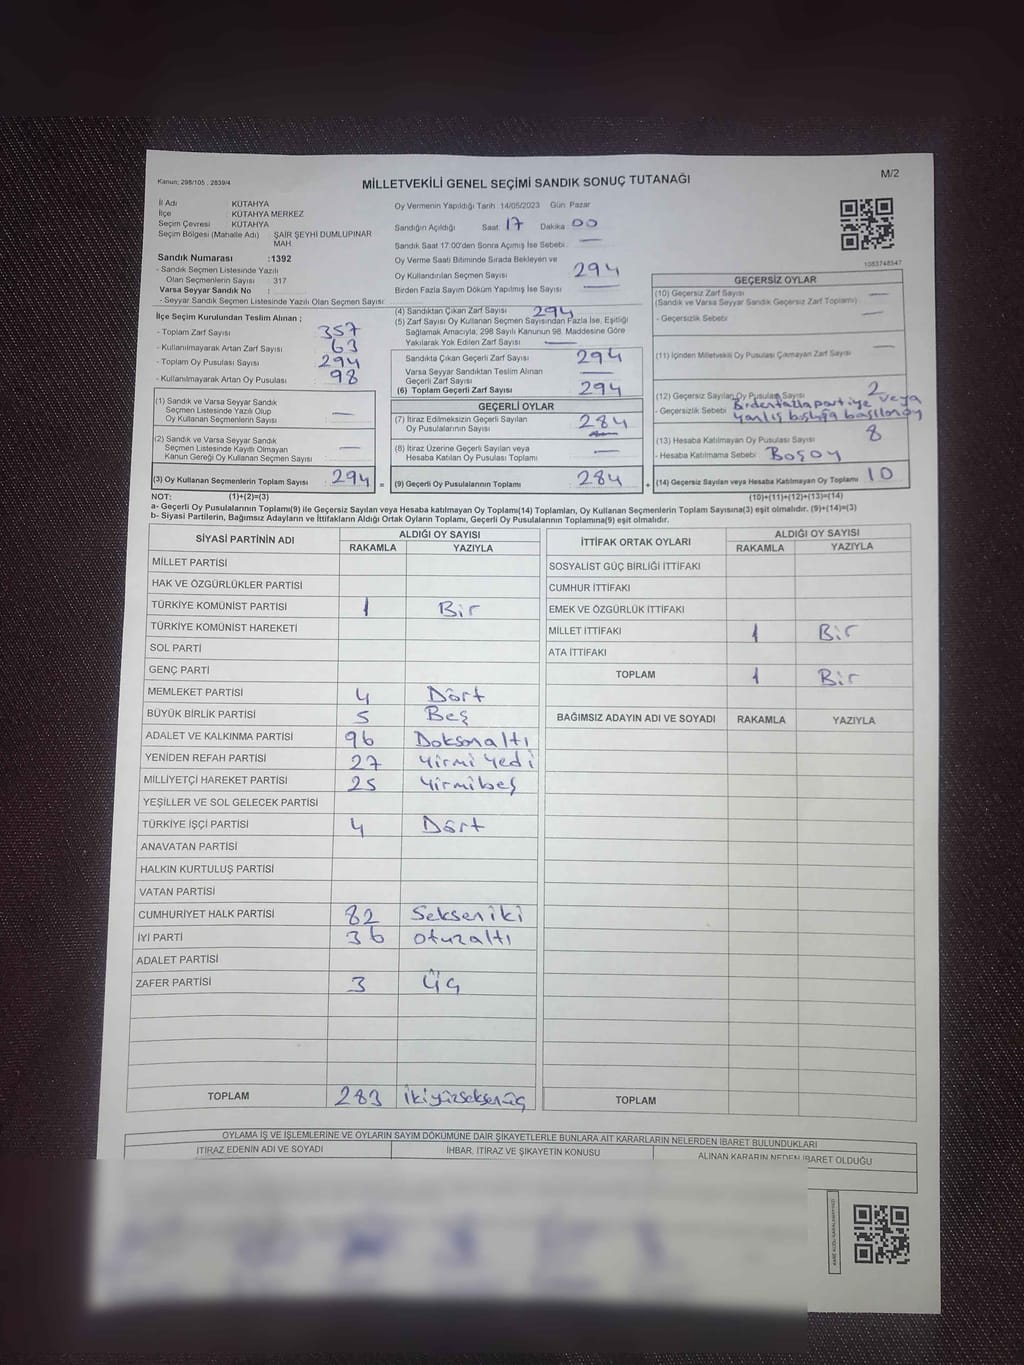 Kanun; 298/105 , 2839/4
MİLLETVEKİLİ GENEL SEÇİMİ SANDIK SONUÇ TUTANAĞI
M/2
İl Adı : KÜTAHYA
İlçe : KÜTAHYA MERKEZ
Seçim Çevresi : KÜTAHYA
Seçim Bölgesi (Mahalle Adı) : ŞAİR ŞEYHİ DUMLUPINAR MAH.
Sandık Numarası : 1392
- Sandık Seçmen Listesinde Yazılı
Olan Seçmenlerin Sayısı : 317
Varsa Seyyar Sandık No :
- Seyyar Sandık Seçmen Listesinde Yazılı Olan Seçmen Sayısı:
Oy Vermenin Yapıldığı Tarih :14/05/2023 Gün: Pazar
Sandığın Açıldığı Saat: 17 Dakika: 00
Sandık Saat 17:00'den Sonra Açımış İse Sebebi: —
Oy Verme Saati Bitiminde Sırada Bekleyen ve
Oy Kullandırılan Seçmen Sayısı 294
Birden Fazla Sayım Döküm Yapılmış İse Sayısı: —
1083748547
İlçe Seçim Kurulundan Teslim Alınan ;
- Toplam Zarf Sayısı 357
- Kullanılmayarak Artan Zarf Sayısı 63
- Toplam Oy Pusulası Sayısı 294
- Kullanılmayarak Artan Oy Pusulası 98
(1) Sandık ve Varsa Seyyar Sandık
Seçmen Listesinde Yazılı Olup
Oy Kullanan Seçmenlerin Sayısı —
(2) Sandık ve Varsa Seyyar Sandık
Seçmen Listesinde Kayıtlı Olmayan
Kanun Gereği Oy Kullanan Seçmen Sayısı —
(3) Oy Kullanan Seçmenlerin Toplam Sayısı : 294 =
(4) Sandıktan Çıkan Zarf Sayısı 294
(5) Zarf Sayısı Oy Kullanan Seçmen Sayısından Fazla İse, Eşitliği
Sağlamak Amacıyla; 298 Sayılı Kanunun 98. Maddesine Göre
Yakılarak Yok Edilen Zarf Sayısı: —
Sandıkta Çıkan Geçerli Zarf Sayısı : 294
Varsa Seyyar Sandıktan Teslim Alınan
Geçerli Zarf Sayısı —
(6) Toplam Geçerli Zarf Sayısı 294
GEÇERLİ OYLAR
(7) İtiraz Edilmeksizin Geçerli Sayılan
Oy Pusulalarının Sayısı: 284
(8) İtiraz Üzerine Geçerli Sayılan veya
Hesaba Katılan Oy Pusulası Toplamı —
(9) Geçerli Oy Pusulalarının Toplamı : 284 +
GEÇERSİZ OYLAR
(10) Geçersiz Zarf Sayısı —
(Sandık ve Varsa Seyyar Sandık Geçersiz Zarf Toplamı)
- Geçersizlik Sebebi —
(11) İçinden Milletvekili Oy Pusulası Çıkmayan Zarf Sayısı —
(12) Geçersiz Sayılan Oy Pusulası Sayısı 2
- Geçersizlik Sebebi Birden fazla partiye veya
yanlış boşluğa basılan oy
(13) Hesaba Katılmayan Oy Pusulası Sayısı 8
- Hesaba Katılmama Sebebi: Boş oy
(14) Geçersiz Sayılan veya Hesaba Katılmayan Oy Toplamı : 10
NOT: (1)+(2)=(3) (10)+(11)+(12)+(13)=(14)
a- Geçerli Oy Pusulalarının Toplamı(9) ile Geçersiz Sayılan veya Hesaba Katılmayan Oy Toplamı(14) Toplamları, Oy Kullanan Seçmenlerin Toplam Sayısına(3) eşit olmalıdır. (9)+(14)=(3)
b- Siyasi Partilerin, Bağımsız Adayların ve İttifakların Aldığı Ortak Oyların Toplamı, Geçerli Oy Pusulalarının Toplamına(9) eşit olmalıdır.
SİYASİ PARTİNİN ADI
ALDIĞI OY SAYISI
RAKAMLA YAZIYLA
MİLLET PARTİSİ
HAK VE ÖZGÜRLÜKLER PARTİSİ
TÜRKİYE KOMÜNİST PARTİSİ 1 Bir
TÜRKİYE KOMÜNİST HAREKETİ
SOL PARTİ
GENÇ PARTİ
MEMLEKET PARTİSİ 4 Dört
BÜYÜK BİRLİK PARTİSİ 5 Beş
ADALET VE KALKINMA PARTİSİ 96 Doksanaltı
YENİDEN REFAH PARTİSİ 27 Yirmi Yedi
MİLLİYETÇİ HAREKET PARTİSİ 25 Yirmibeş
YEŞİLLER VE SOL GELECEK PARTİSİ
TÜRKİYE İŞÇİ PARTİSİ 4 Dört
ANAVATAN PARTİSİ
HALKIN KURTULUŞ PARTİSİ
VATAN PARTİSİ
CUMHURİYET HALK PARTİSİ 82 Sekseniki
İYİ PARTİ 36 otuzaltı
ADALET PARTİSİ
ZAFER PARTİSİ 3 Üç
TOPLAM 283 İkiyüzseksenüç
İTTİFAK ORTAK OYLARI
ALDIĞI OY SAYISI
RAKAMLA YAZIYLA
SOSYALİST GÜÇ BİRLİĞİ İTTİFAKI
CUMHUR İTTİFAKI
EMEK VE ÖZGÜRLÜK İTTİFAKI
MİLLET İTTİFAKI 1 Bir
ATA İTTİFAKI
TOPLAM 1 Bir
BAĞIMSIZ ADAYIN ADI VE SOYADI RAKAMLA YAZIYLA
TOPLAM
OYLAMA İŞ VE İŞLEMLERİNE VE OYLARIN SAYIM DÖKÜMÜNE DAİR ŞİKAYETLERLE BUNLARA AİT KARARLARIN NELERDEN İBARET BULUNDUKLARI
İTİRAZ EDENİN ADI VE SOYADI İHBAR, İTİRAZ VE ŞİKAYETİN KONUSU ALINAN KARARIN NEDEN İBARET OLDUĞU